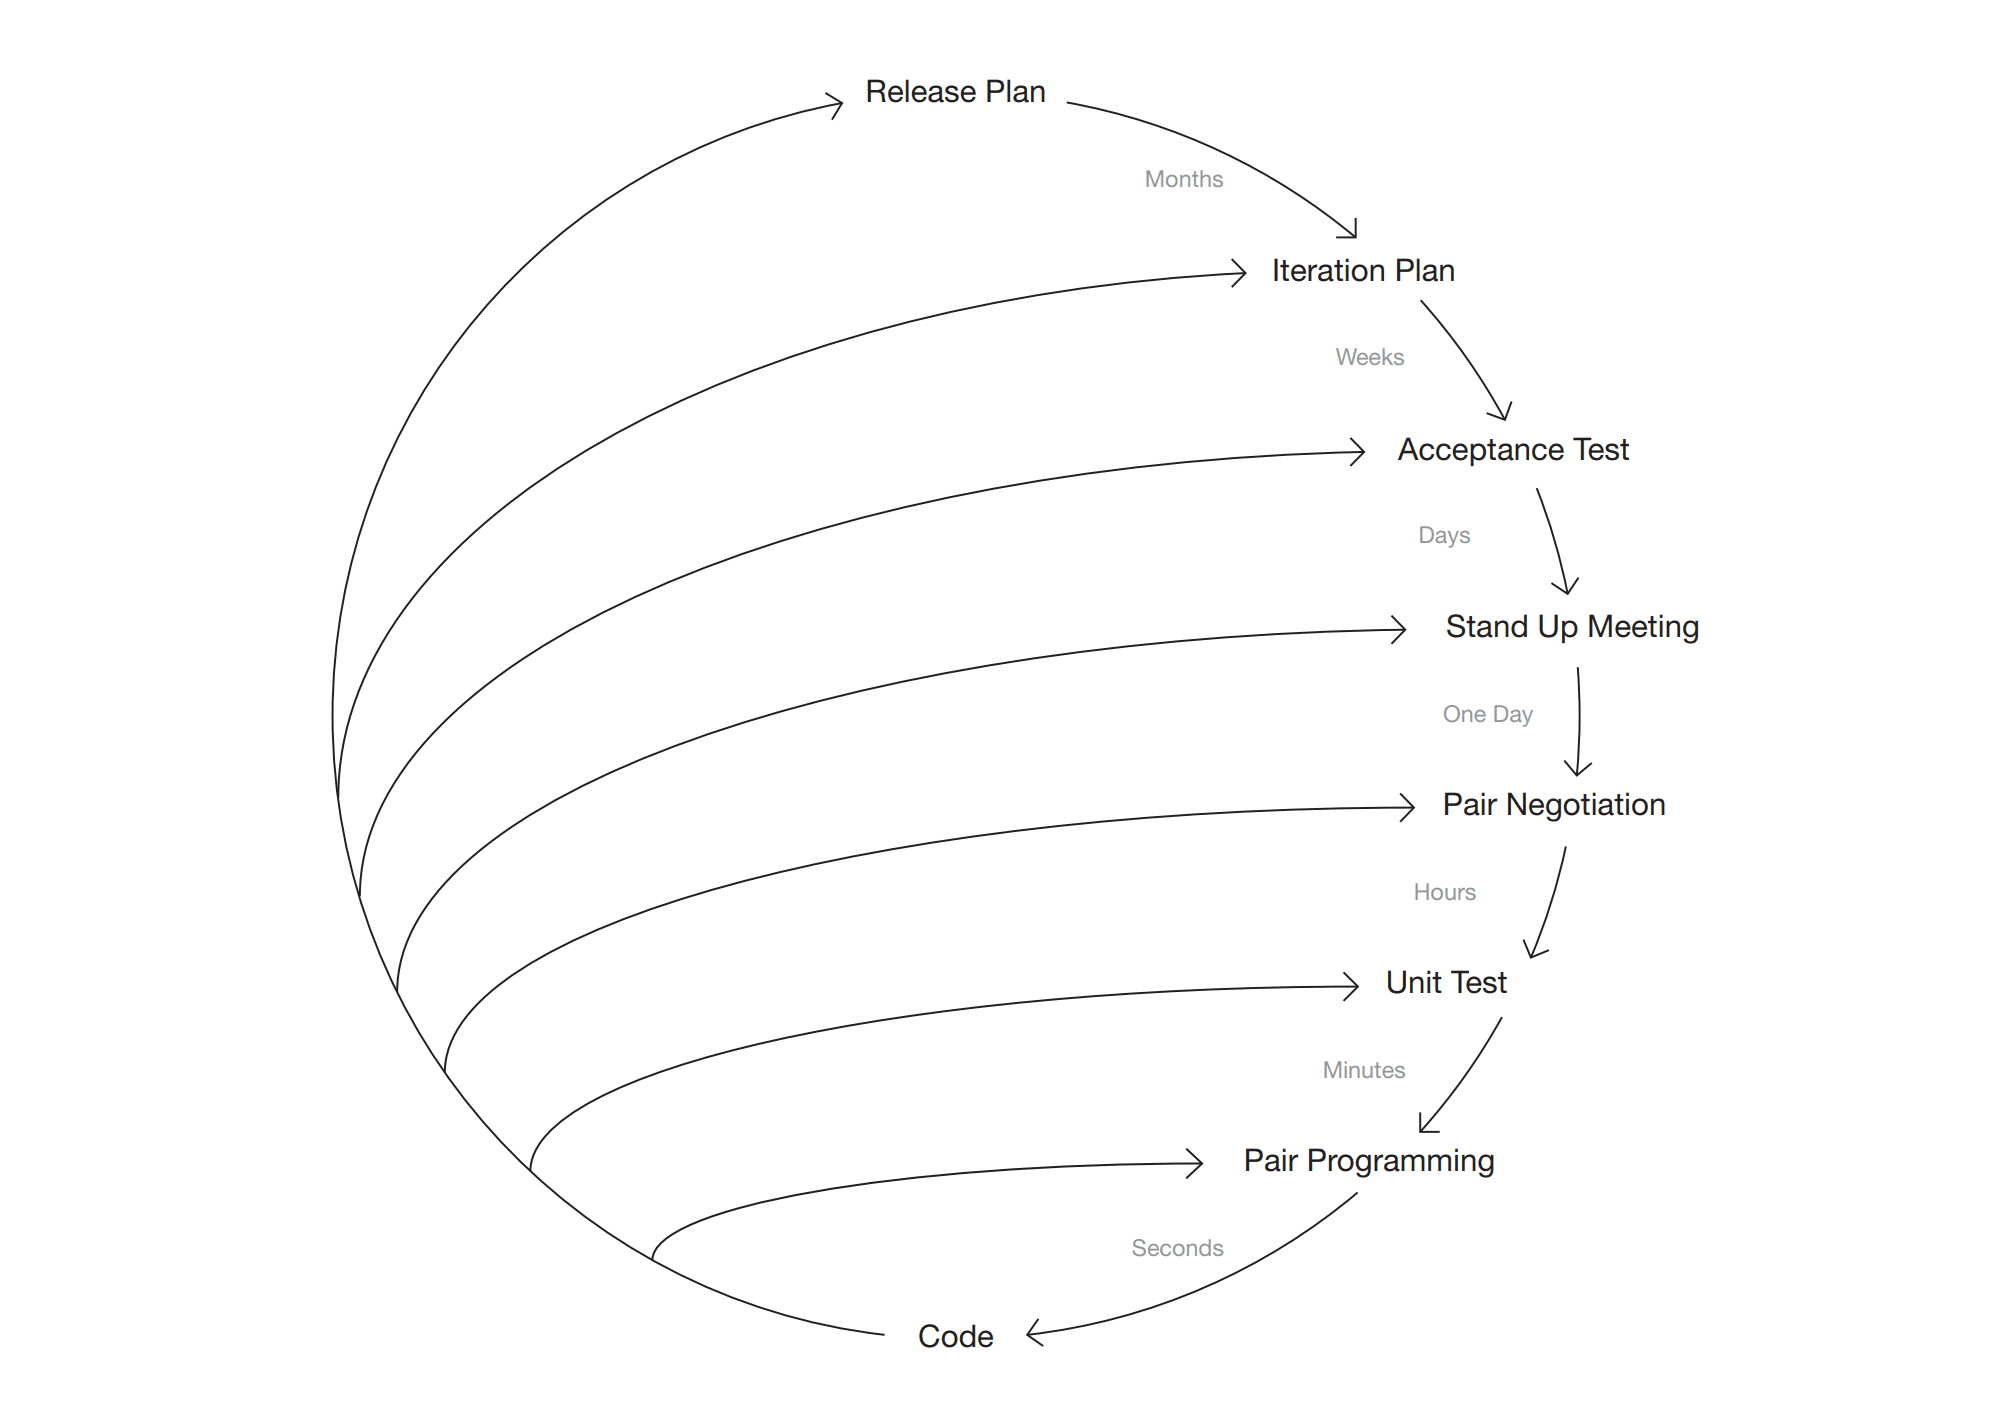 Release Plan
Months
Iteration Plan
Weeks
Acceptance Test
Days
Stand Up Meeting
One Day
Pair Negotiation
Hours
Unit Test
Minutes
Pair Programming
Seconds
Code